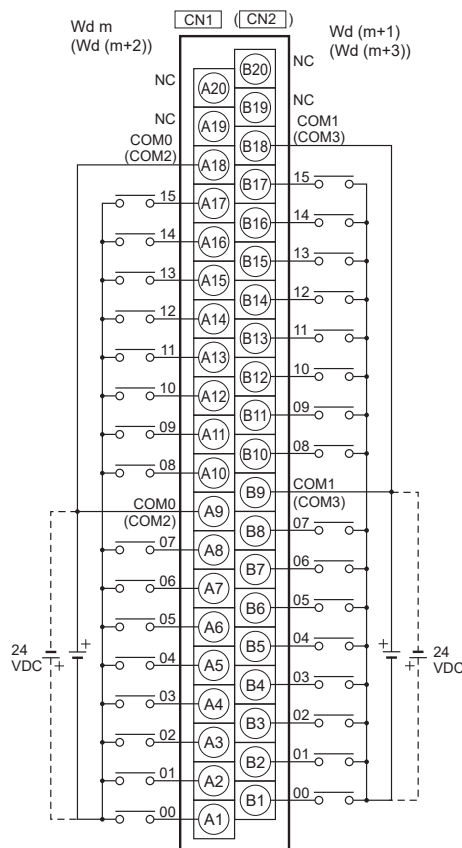 Wd m
(Wd (m+2))
CN1 (CN2)
Wd (m+1)
(Wd (m+3))
B20 NC
NC A20
B19 NC
NC A19
COM1
(COM3)
B18
COM0
(COM2)
A18
B17 15
15 A17
B16 14
14 A16
B15 13
13 A15
B14 12
12 A14
B13 11
11 A13
B12 10
10 A12
B11 09
09 A11
B10 08
08 A10
B9 COM1
(COM3)
COM0
(COM2)
A9
B8 07
07 A8
B7 06
06 A7
B6 05
05 A6
B5 04
24
VDC
+
+
04 A5
+
+
24
VDC
B4 03
03 A4
B3 02
02 A3
B2 01
01 A2
B1 00
00 A1